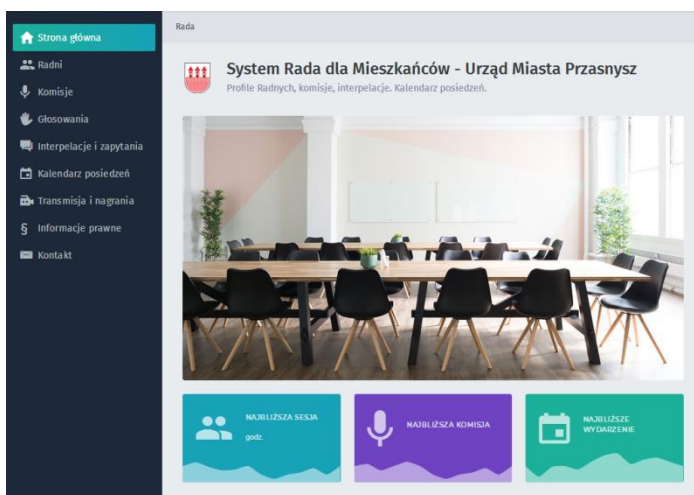 Strona główna
Radni
Komisje
Głosowania
Interpelacje i zapytania
Kalendarz posiedzeń
Transmisja i nagrania
§ Informacje prawne
Kontakt
Rada
System Rada dla Mieszkańców - Urząd Miasta Przasnysz
Profile Radnych, komisje, interpelacje. Kalendarz posiedzeń.
NAJBLIŻSZA SESJA
godz.
NAJBLIŻSZA KOMISJA
NAJBLIŻSZE
WYDARZENIE